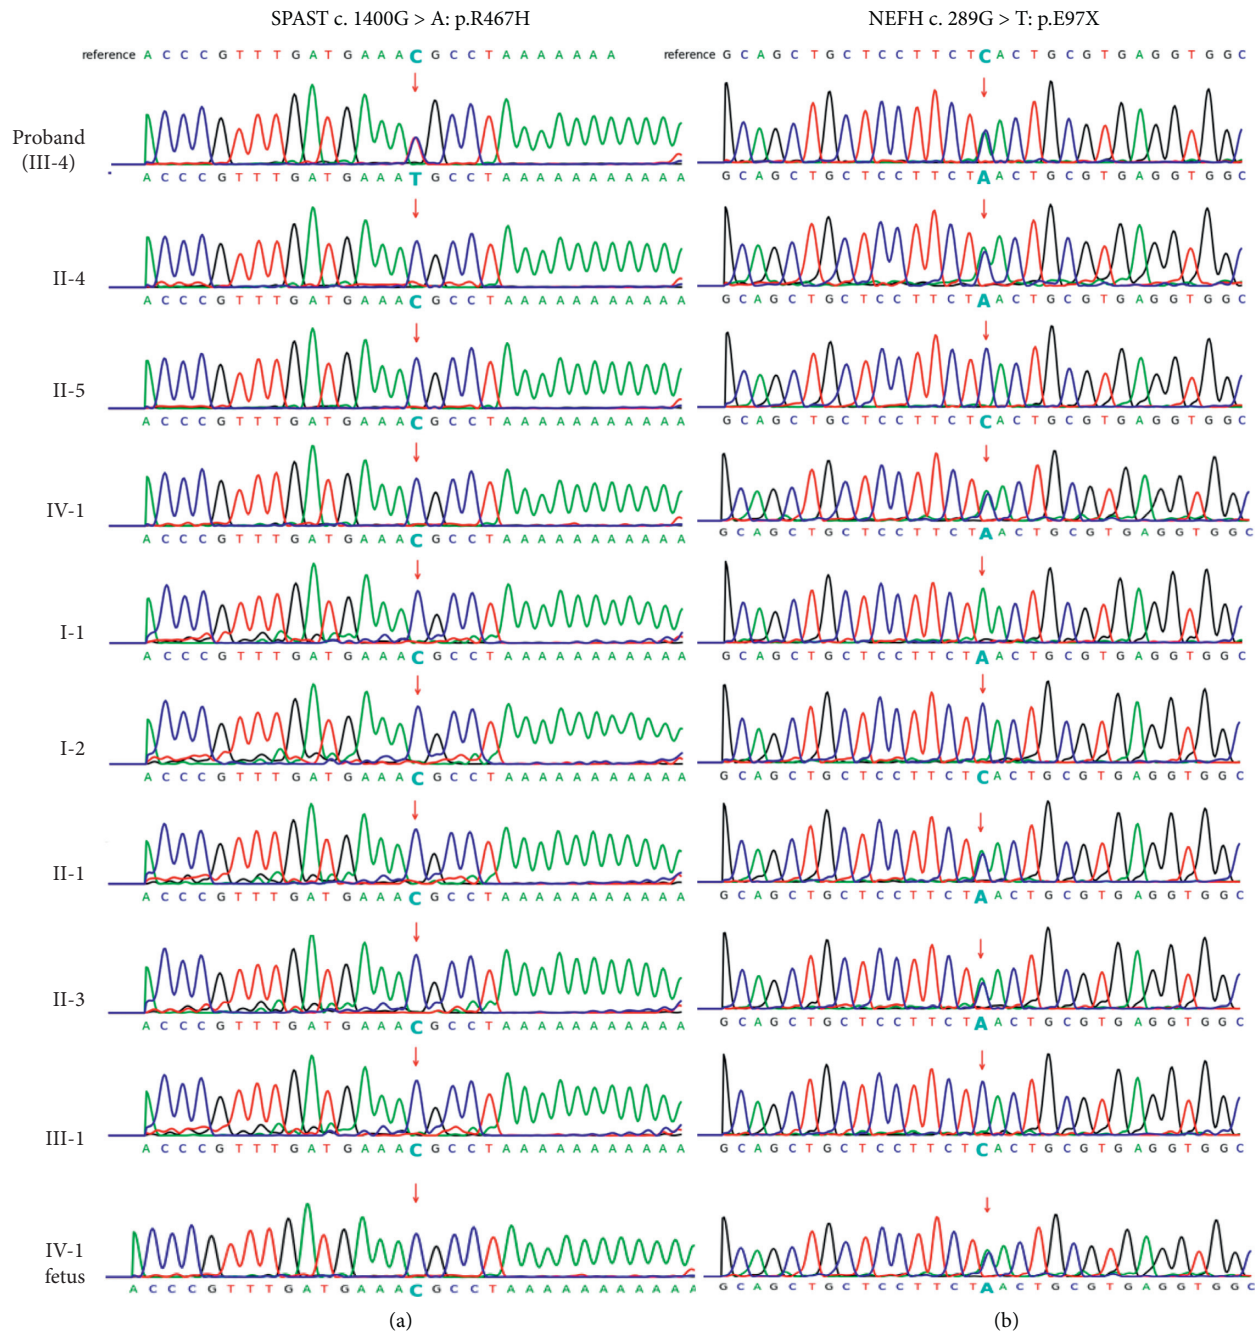 SPAST c. 1400G > A: p.R467H
NEFH c. 289G > T: p.E97X
reference A C C C G T T T G A T G A A A C G C C T A A A A A A A
reference G C A G C T G C T C C T T C T C A C T G C G T G A G G T G G C
Proband
(III-4)
A C C C G T T T G A T G A A A T G C C T A A A A A A A A A A A
G C A G C T G C T C C T T C T A A C T G C G T G A G G T G G C
II-4
A C C C G T T T G A T G A A A C G C C T A A A A A A A A A A A
G C A G C T G C T C C T T C T A A C T G C G T G A G G T G G C
II-5
A C C C G T T T G A T G A A A C G C C T A A A A A A A A A A A
G C A G C T G C T C C T T C T C A C T G C G T G A G G T G G C
IV-1
A C C C G T T T G A T G A A A C G C C T A A A A A A A A A A A
G C A G C T G C T C C T T C T A A C T G C G T G A G G T G G C
I-1
A C C C G T T T G A T G A A A C G C C T A A A A A A A A A A A
G C A G C T G C T C C T T C T A A C T G C G T G A G G T G G C
I-2
A C C C G T T T G A T G A A A C G C C T A A A A A A A A A A A
G C A G C T G C T C C T T C T C A C T G C G T G A G G T G G C
II-1
A C C C G T T T G A T G A A A C G C C T A A A A A A A A A A A
G C A G C T G C T C C T T C T A A C T G C G T G A G G T G G C
II-3
A C C C G T T T G A T G A A A C G C C T A A A A A A A A A A A
G C A G C T G C T C C T T C T A A C T G C G T G A G G T G G C
III-1
A C C C G T T T G A T G A A A C G C C T A A A A A A A A A A A
G C A G C T G C T C C T T C T C A C T G C G T G A G G T G G C
IV-1
fetus
A C C C G T T T G A T G A A A C G C C T A A A A A A A A A A A
G C A G C T G C T C C T T C T A A C T G C G T G A G G T G G C
(a)
(b)